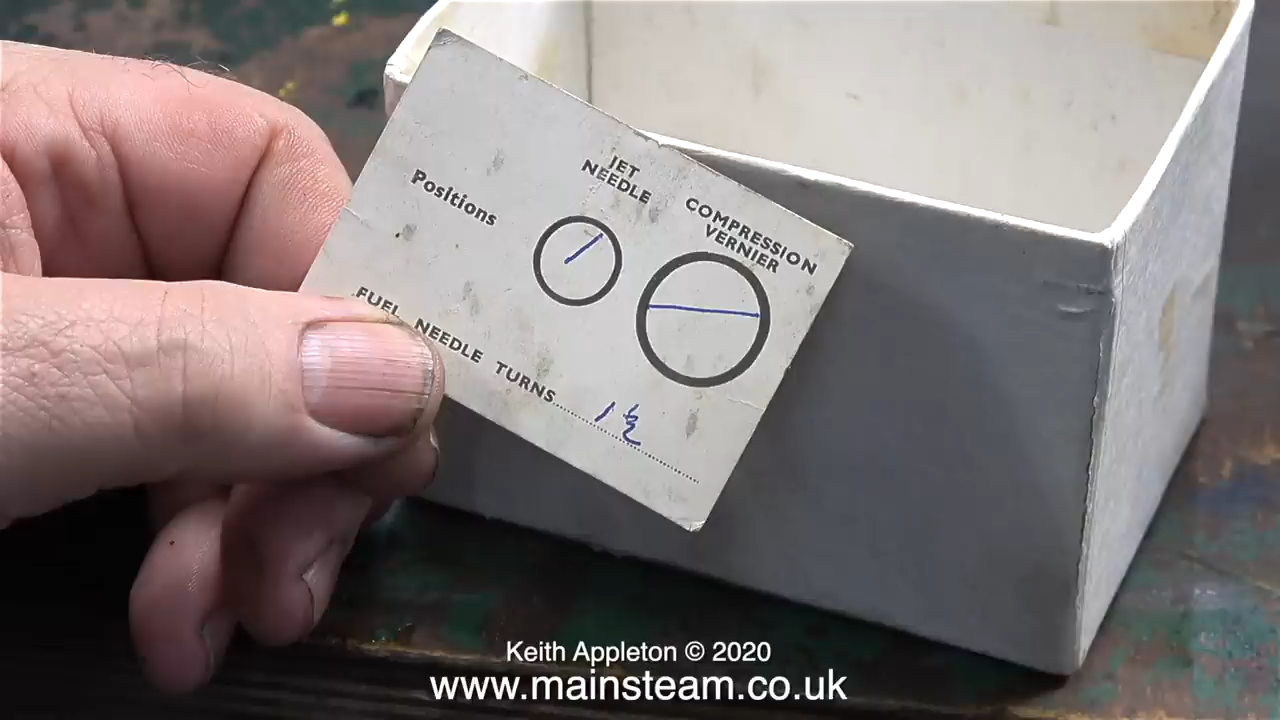 Positions
JET
NEEDLE
COMPRESSION
VERNIER
FUEL NEEDLE TURNS.......... 1½
Keith Appleton © 2020
www.mainsteam.co.uk